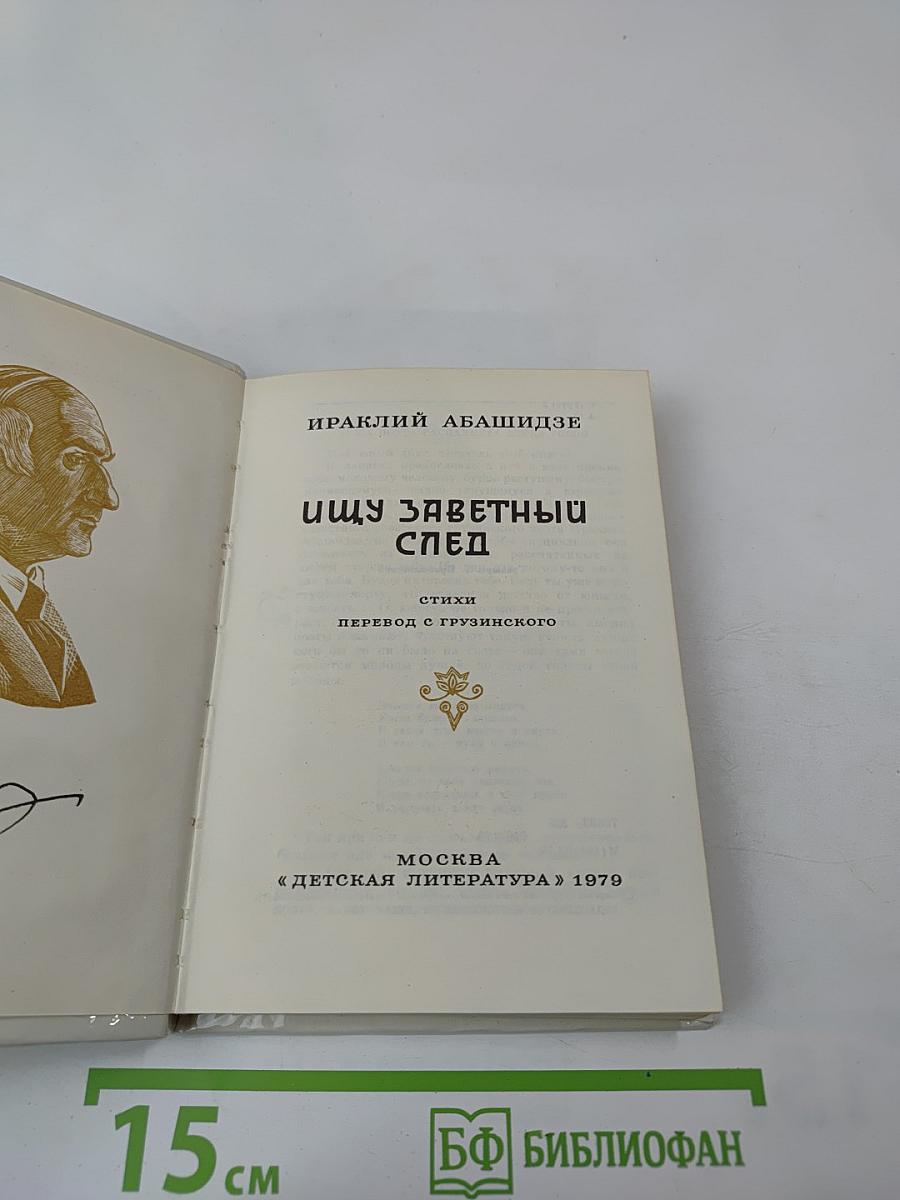 ИРАКЛИЙ АБАШИДЗЕ
ИЩУ ЗАВЕТНЫЙ
СЛЕД
СТИХИ
ПЕРЕВОД С ГРУЗИНСКОГО
МОСКВА
«ДЕТСКАЯ ЛИТЕРАТУРА» 1979
15 см
БФ БИБЛИОФАН